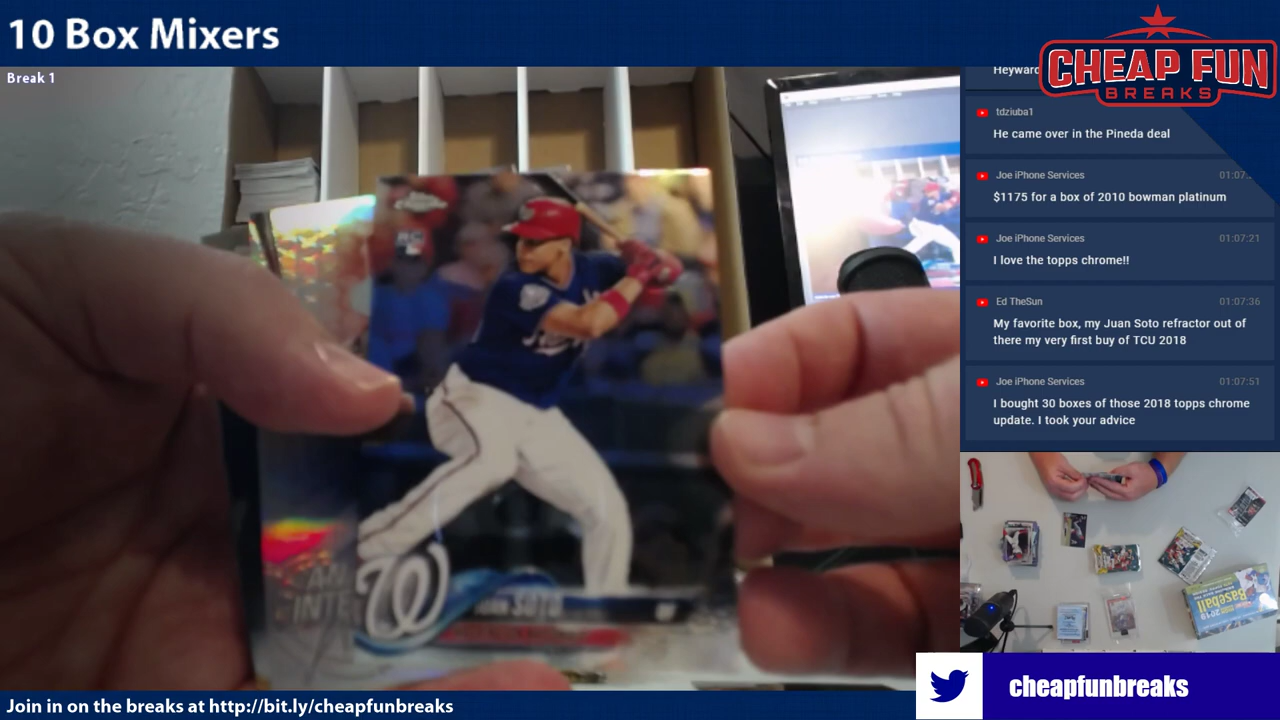 10 Box Mixers
CHEAP FUN
BREAKS
Break 1
Heyward
tdziuba1
He came over in the Pineda deal
Joe iPhone Services
$1175 for a box of 2010 bowman platinum
Joe iPhone Services 01:07:21
I love the topps chrome!!
Ed TheSun 01:07:36
My favorite box, my Juan Soto refractor out of
there my very first buy of TCU 2018
Joe iPhone Services 01:07:51
I bought 30 boxes of those 2018 topps chrome
update. I took your advice
W
JUAN SOTO
Baseball
2019
cheapfunbreaks
Join in on the breaks at http://bit.ly/cheapfunbreaks